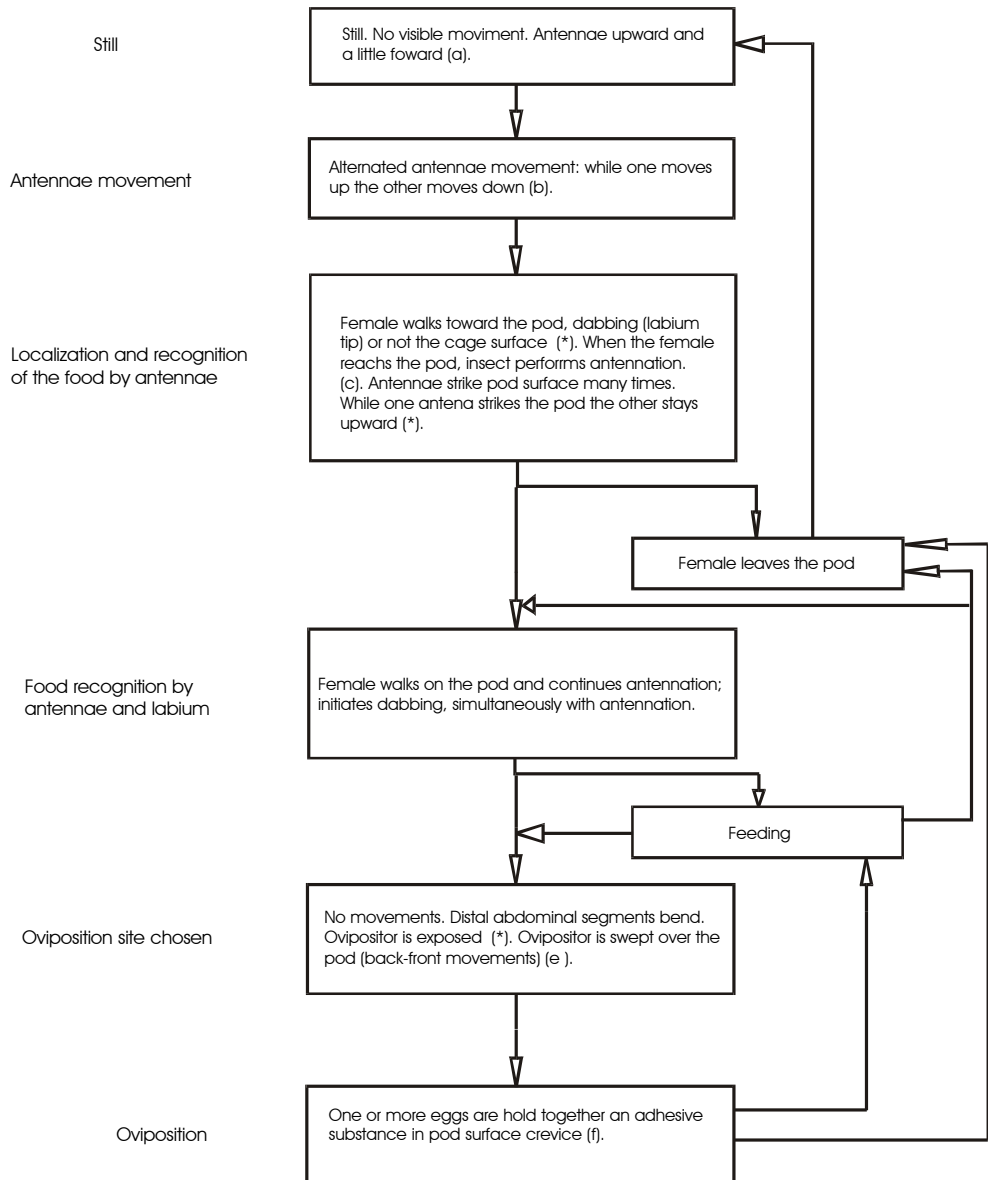 Still
Still. No visible moviment. Antennae upward and
a little foward (a).
Antennae movement
Alternated antennae movement: while one moves
up the other moves down (b).
Localization and recognition
of the food by antennae
Female walks toward the pod, dabbing (labium
tip) or not the cage surface (*). When the female
reachs the pod, insect perforrms antennation.
(c). Antennae strike pod surface many times.
While one antena strikes the pod the other stays
upward (*).
Female leaves the pod
Food recognition by
antennae and labium
Female walks on the pod and continues antennation;
initiates dabbing, simultaneously with antennation.
Feeding
Oviposition site chosen
No movements. Distal abdominal segments bend.
Ovipositor is exposed (*). Ovipositor is swept over the
pod (back-front movements) (e ).
Oviposition
One or more eggs are hold together an adhesive
substance in pod surface crevice (f).